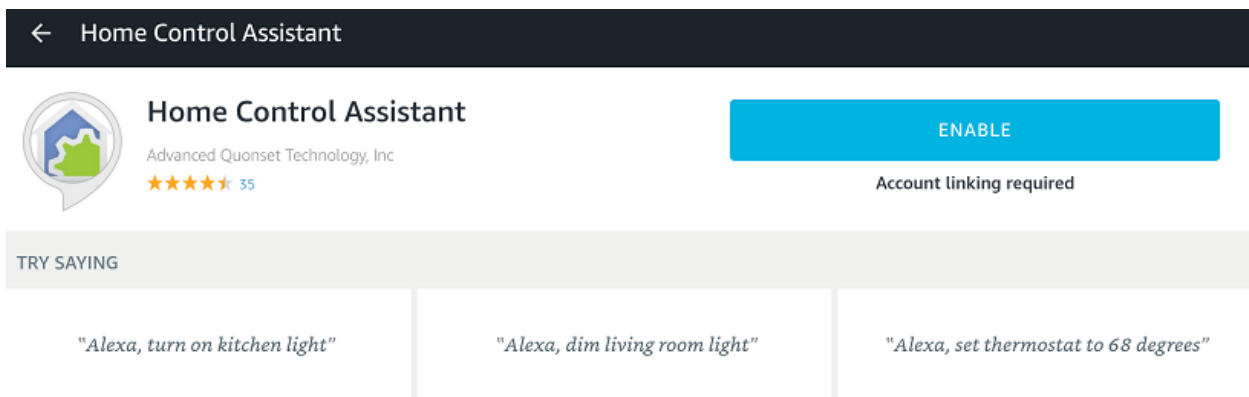 Home Control Assistant
Home Control Assistant
Advanced Quonset Technology, Inc
35
ENABLE
Account linking required
TRY SAYING
"Alexa, turn on kitchen light"
"Alexa, dim living room light"
"Alexa, set thermostat to 68 degrees"